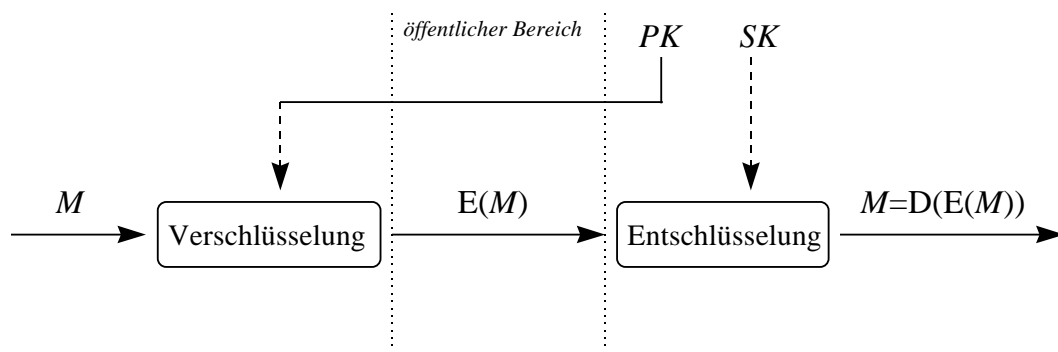 öffentlicher Bereich
PK
SK
M
Verschlüsselung
E(M)
Entschlüsselung
M=D(E(M))